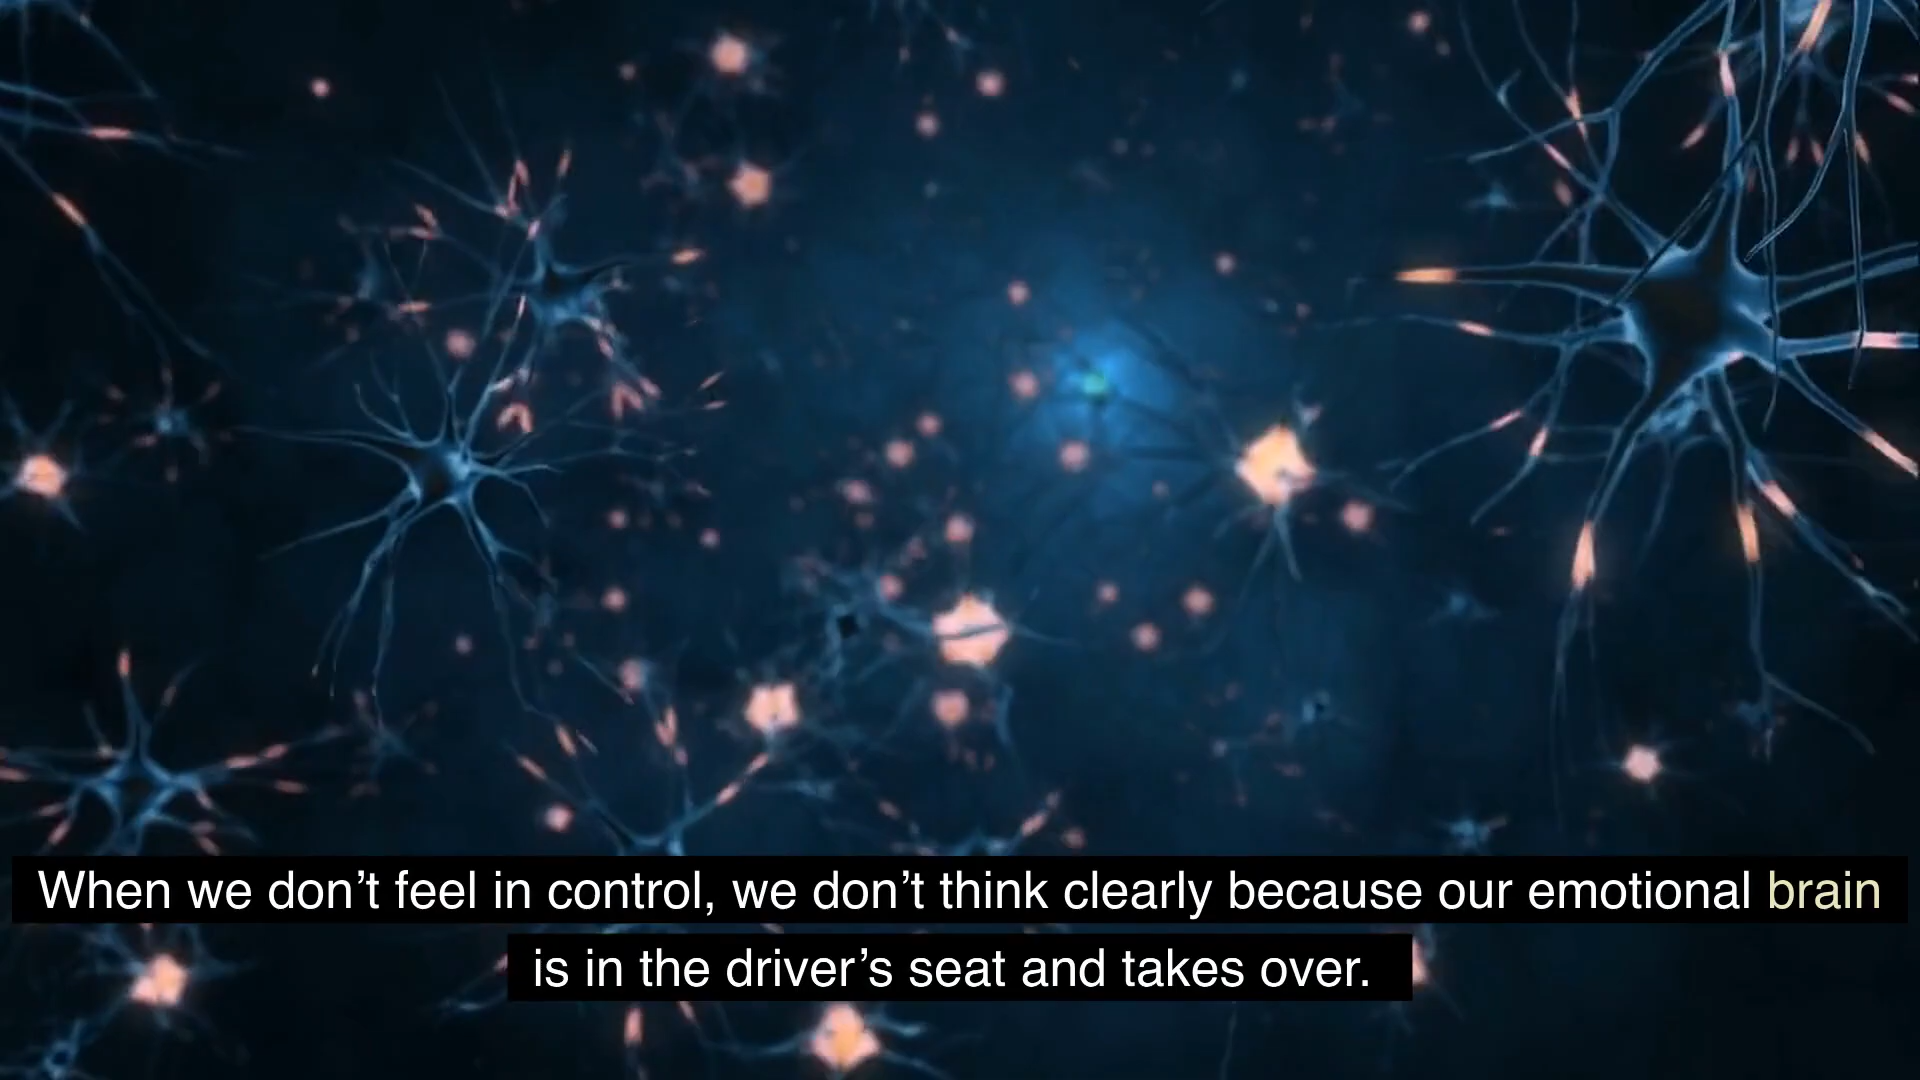 When we don’t feel in control, we don’t think clearly because our emotional brain
is in the driver’s seat and takes over.